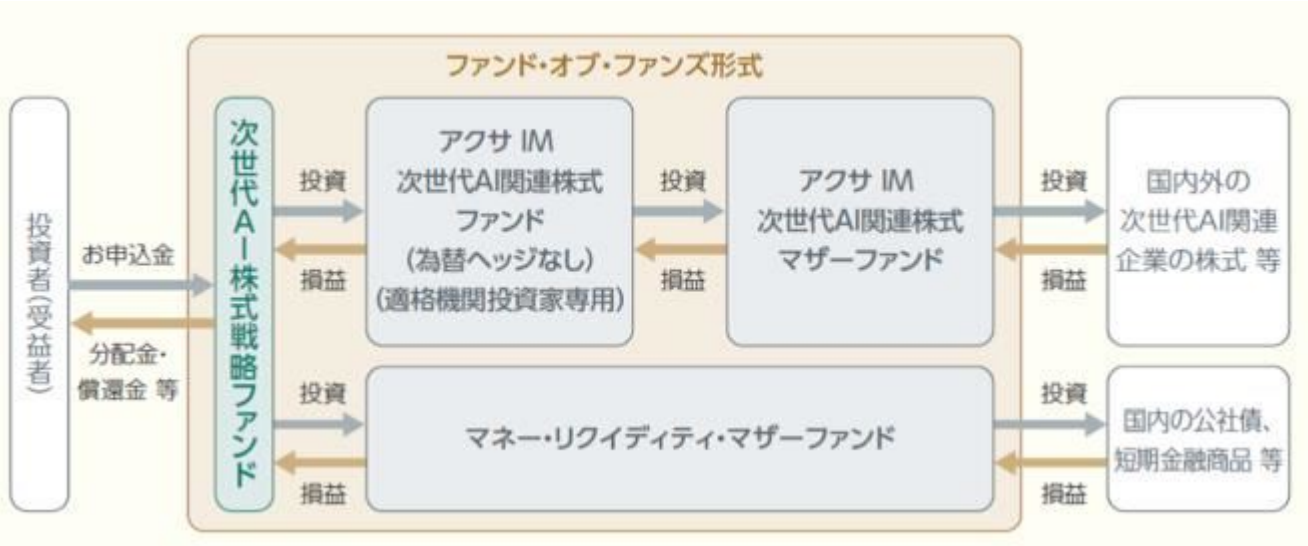 ファンド・オブ・ファンズ形式
投資者(受益者)
お申込金
分配金・
償還金 等
次世代AI株式戦略ファンド
投資
損益
アクサ IM
次世代AI関連株式
ファンド
(為替ヘッジなし)
(適格機関投資家専用)
投資
損益
アクサ IM
次世代AI関連株式
マザーファンド
投資
損益
国内外の
次世代AI関連
企業の株式 等
投資
損益
マネー・リクイディティ・マザーファンド
投資
損益
国内の公社債、
短期金融商品 等